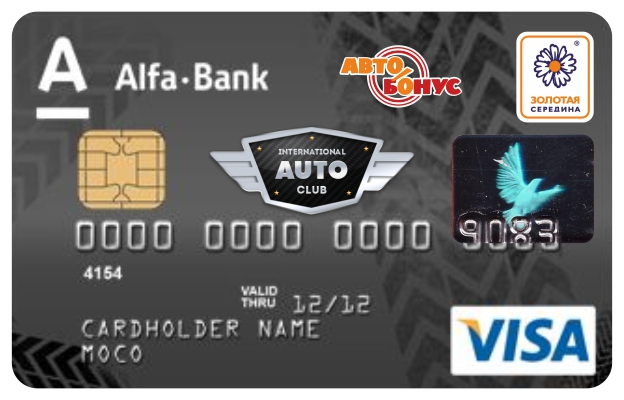 A Alfa·Bank
АВТО
БОНУС
®
ЗОЛОТАЯ
СЕРЕДИНА
INTERNATIONAL
AUTO
CLUB
0000 0000 0000 9083
4154
VALID
THRU 12/12
CARDHOLDER NAME
MOCO
VISA